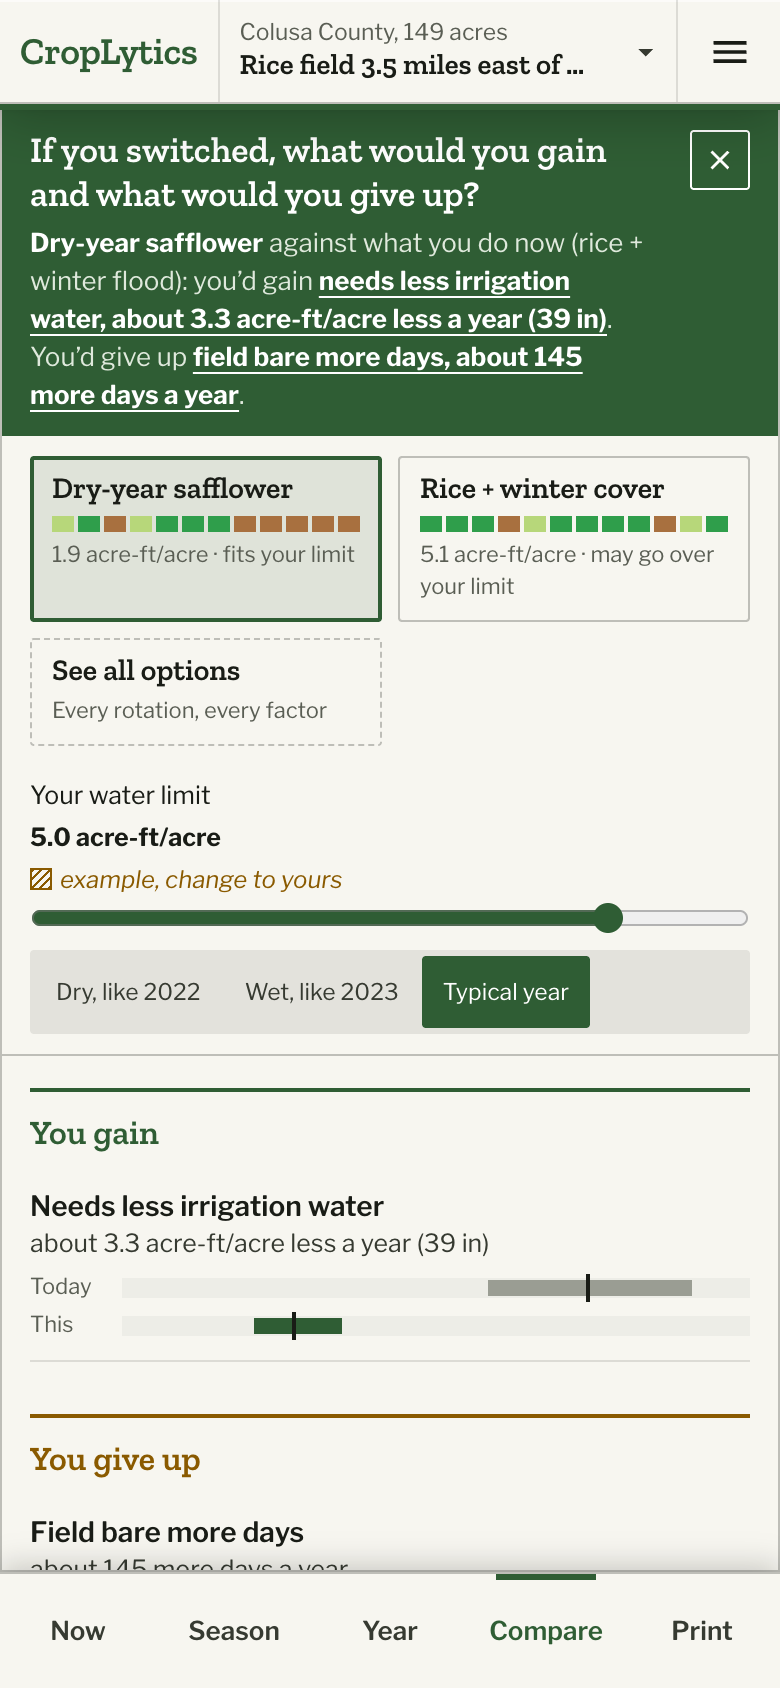 CropLytics
Colusa County, 149 acres
Rice field 3.5 miles east of ...
If you switched, what would you gain
and what would you give up?
Dry-year safflower against what you do now (rice +
winter flood): you’d gain needs less irrigation
water, about 3.3 acre-ft/acre less a year (39 in).
You’d give up field bare more days, about 145
more days a year.
Dry-year safflower
1.9 acre-ft/acre · fits your limit
Rice + winter cover
5.1 acre-ft/acre · may go over
your limit
See all options
Every rotation, every factor
Your water limit
5.0 acre-ft/acre
example, change to yours
Dry, like 2022
Wet, like 2023
Typical year
You gain
Needs less irrigation water
about 3.3 acre-ft/acre less a year (39 in)
Today
This
You give up
Field bare more days
about 145 more days a year
Now
Season
Year
Compare
Print